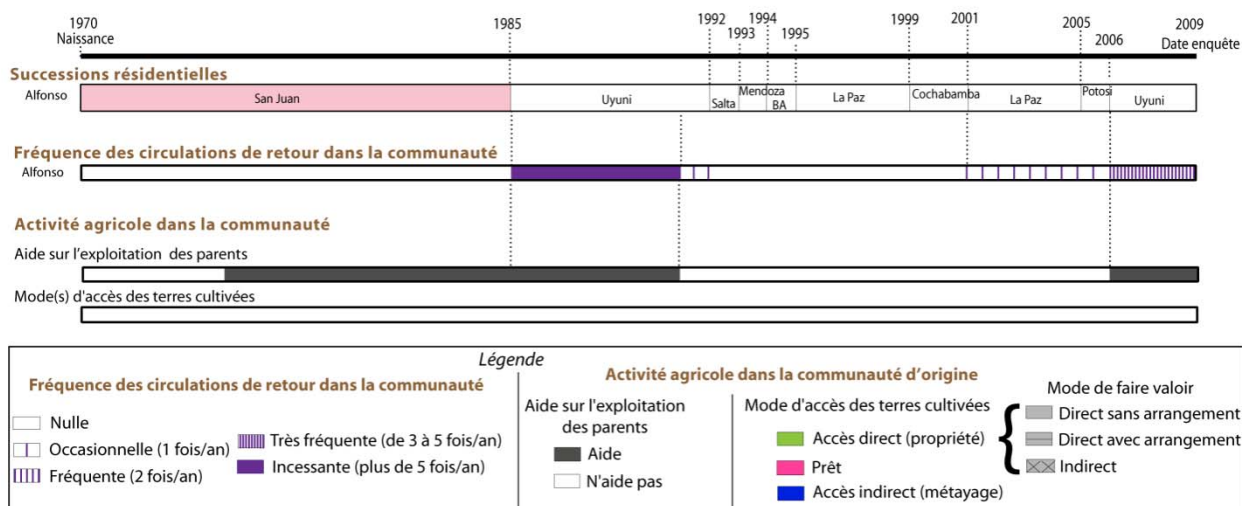 1970
Naissance
1985
1992
1993
1994
1995
1999
2001
2005
2006
2009
Date enquête
Successions résidentielles
Alfonso
San Juan
Uyuni
Salta
Mendoza
BA
La Paz
Cochabamba
La Paz
Potosi
Uyuni
Fréquence des circulations de retour dans la communauté
Alfonso
Activité agricole dans la communauté
Aide sur l'exploitation des parents
Mode(s) d'accès des terres cultivées
Légende
Fréquence des circulations de retour dans la communauté
Nulle
Occasionnelle (1 fois/an)
Fréquente (2 fois/an)
Très fréquente (de 3 à 5 fois/an)
Incessante (plus de 5 fois/an)
Activité agricole dans la communauté d'origine
Aide sur l'exploitation
des parents
Aide
N'aide pas
Mode d'accès des terres cultivées
Accès direct (propriété)
Prêt
Accès indirect (métayage)
Mode de faire valoir
Direct sans arrangement
Direct avec arrangement
Indirect